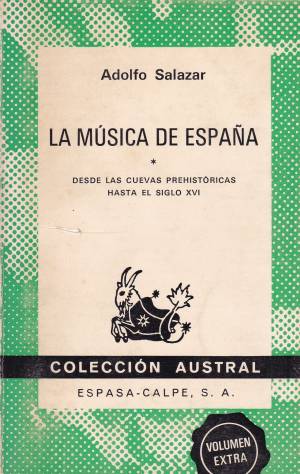 Adolfo Salazar
LA MÚSICA DE ESPAÑA
*
DESDE LAS CUEVAS PREHISTÓRICAS
HASTA EL SIGLO XVI
COLECCIÓN AUSTRAL
ESPASA-CALPE, S. A.
VOLUMEN
EXTRA